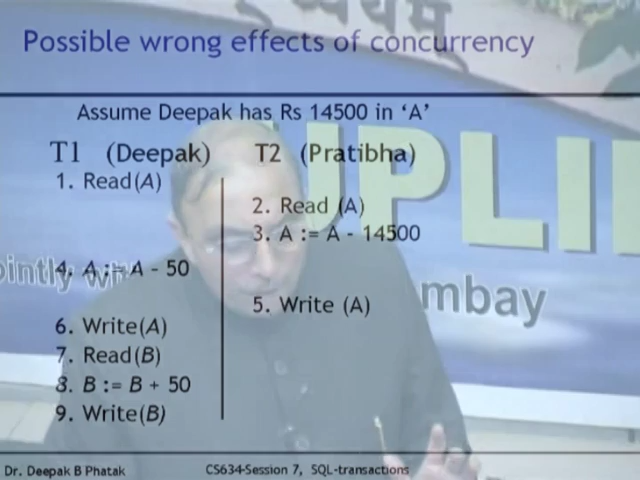 Possible wrong effects of concurrency
Assume Deepak has Rs 14500 in ‘A’
T1 (Deepak) T2 (Pratibha)
1. Read(A)
2. Read (A)
3. A := A - 14500
4. A := A - 50
5. Write (A)
6. Write(A)
7. Read(B)
8. B := B + 50
9. Write(B)
Dr. Deepak B Phatak CS634-Session 7, SQL-transactions